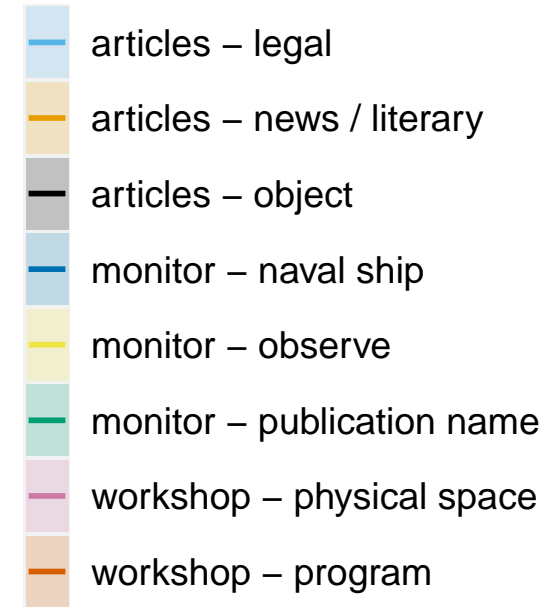 articles – legal
articles – news / literary
articles – object
monitor – naval ship
monitor – observe
monitor – publication name
workshop – physical space
workshop – program